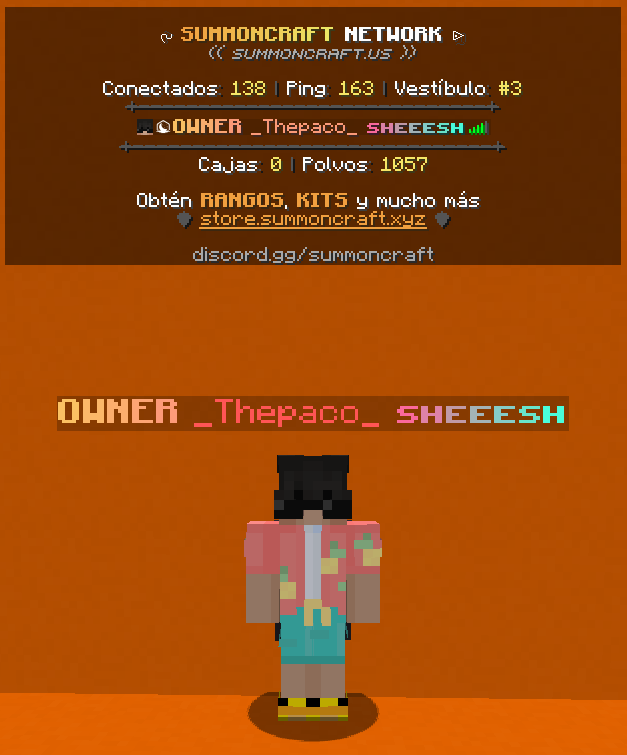 SUMMONCRAFT NETWORK
(( SUMMONCRAFT.US ))
Conectados: 138 | Ping: 163 | Vestíbulo: #3
OWNER _Thepaco_ SHEEESH
Cajas: 0 | Polvos: 1057
Obtén RANGOS, KITS y mucho más
store.summoncraft.xyz
discord.gg/summoncraft
OWNER _Thepaco_ SHEEESH